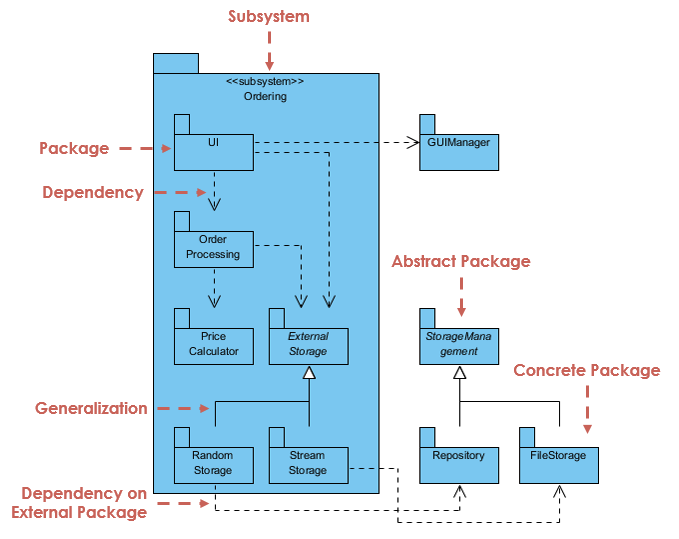 Subsystem
<<subsystem>>
Ordering
UI
GUIManager
Package
Dependency
Order
Processing
Abstract Package
Price
Calculator
External
Storage
StorageMana
gement
Concrete Package
Generalization
Random
Storage
Stream
Storage
Repository
FileStorage
Dependency on
External Package